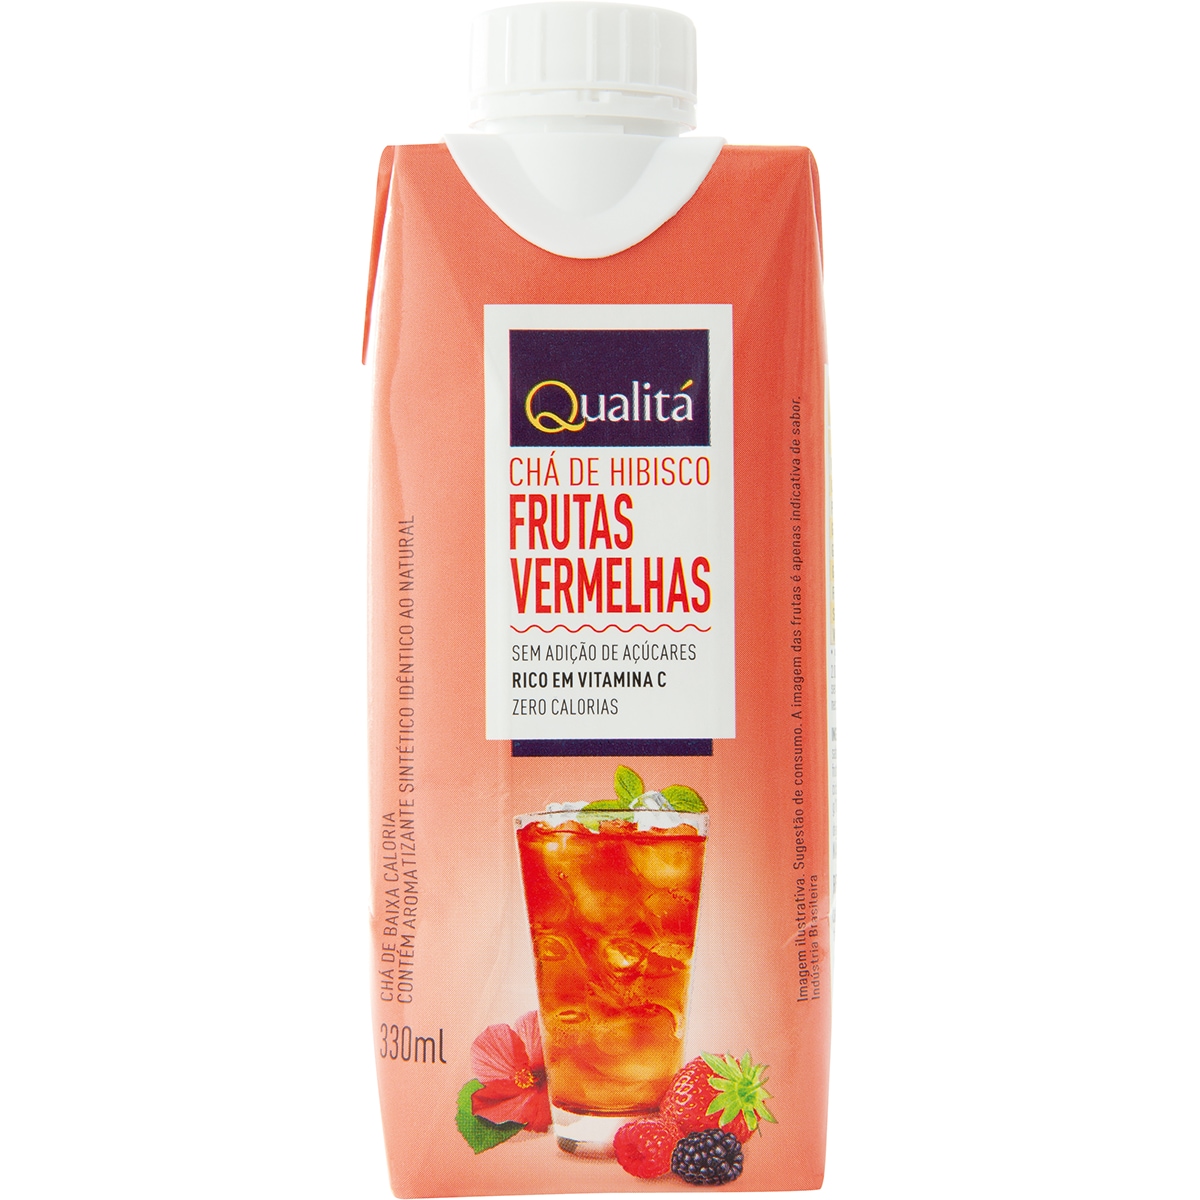 Qualitá
CHÁ DE HIBISCO
FRUTAS
VERMELHAS
SEM ADIÇÃO DE AÇÚCARES
RICO EM VITAMINA C
ZERO CALORIAS
CHÁ DE BAIXA CALORIA
CONTÉM AROMATIZANTE SINTÉTICO IDÊNTICO AO NATURAL
330ml
Imagem ilustrativa. Sugestão de consumo. A imagem das frutas é apenas indicativa de sabor.
Indústria Brasileira